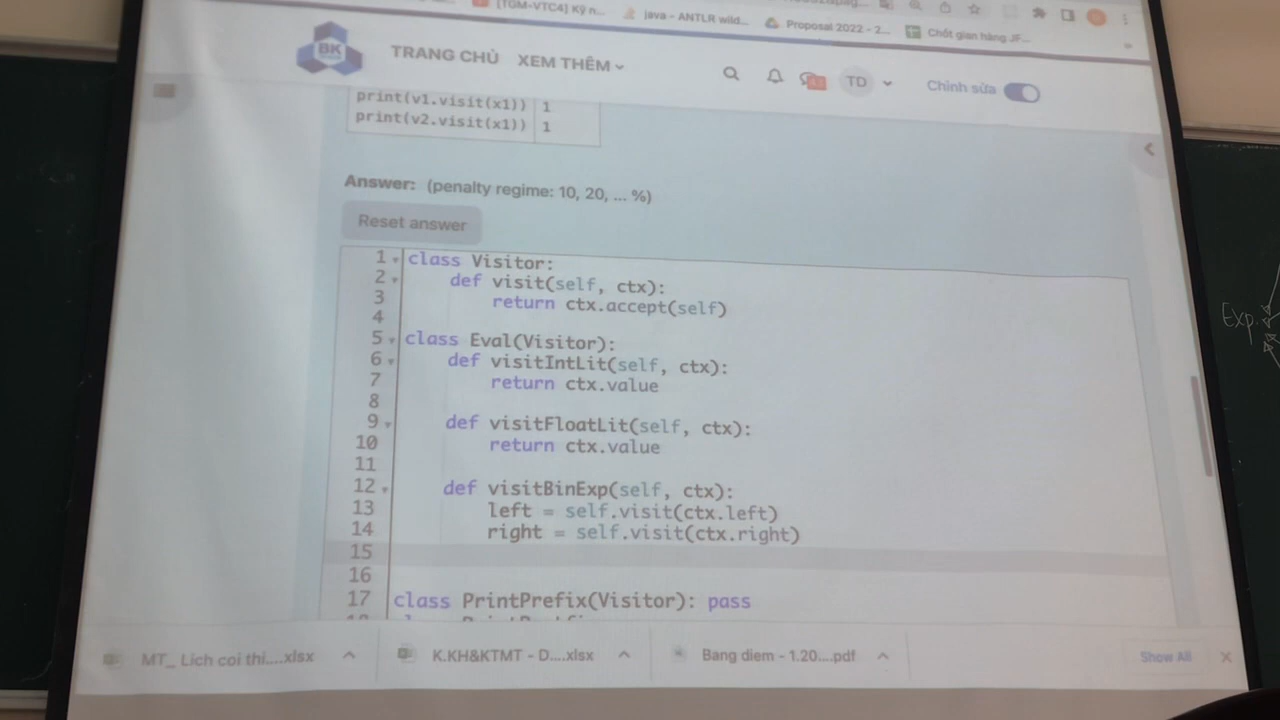 [TGM-VTC4] Kỳ n...
java - ANTLR wild...
Proposal 2022 - 2...
Chốt gian hàng JF...
BK
TRANG CHỦ XEM THÊM
TD
Chỉnh sửa
print(v1.visit(x1)) 1
print(v2.visit(x1)) 1
Answer: (penalty regime: 10, 20, ... %)
Reset answer
1 class Visitor:
2 def visit(self, ctx):
3 return ctx.accept(self)
4
5 class Eval(Visitor):
6 def visitIntLit(self, ctx):
7 return ctx.value
8
9 def visitFloatLit(self, ctx):
10 return ctx.value
11
12 def visitBinExp(self, ctx):
13 left = self.visit(ctx.left)
14 right = self.visit(ctx.right)
15
16
17 class PrintPrefix(Visitor): pass
Exp
MT_ Lich coi thi....xlsx
K.KH&KTMT - D....xlsx
Bang diem - 1.20....pdf
Show All